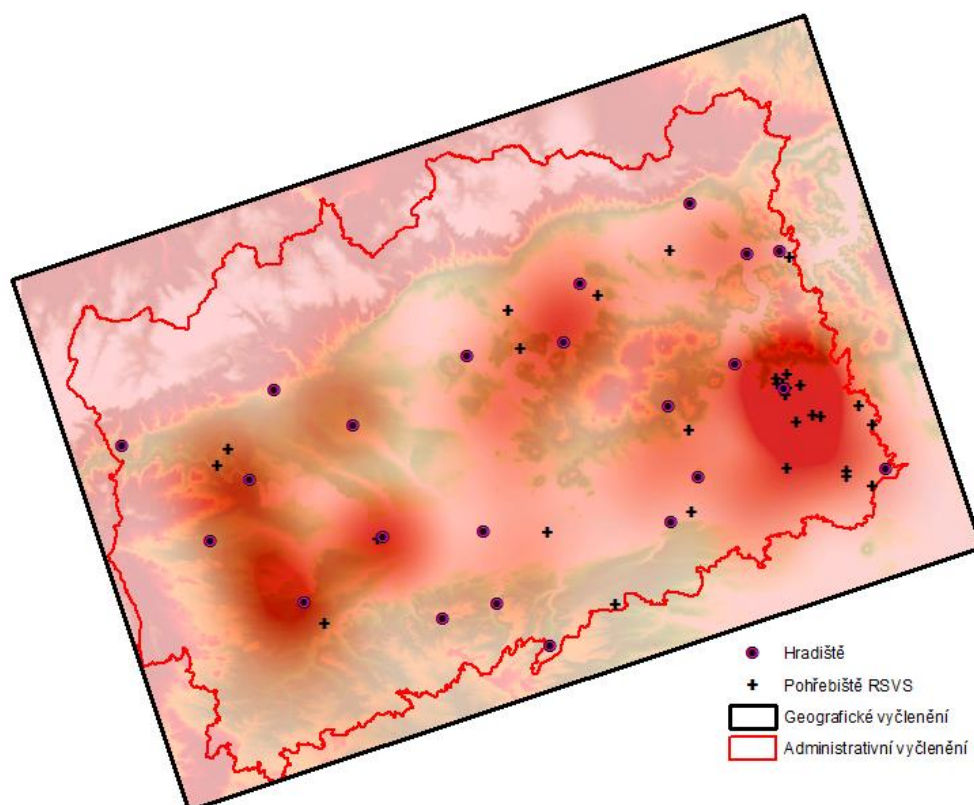 Hradiště
Pohřebiště RSVS
Geografické vyčlenění
Administrativní vyčlenění